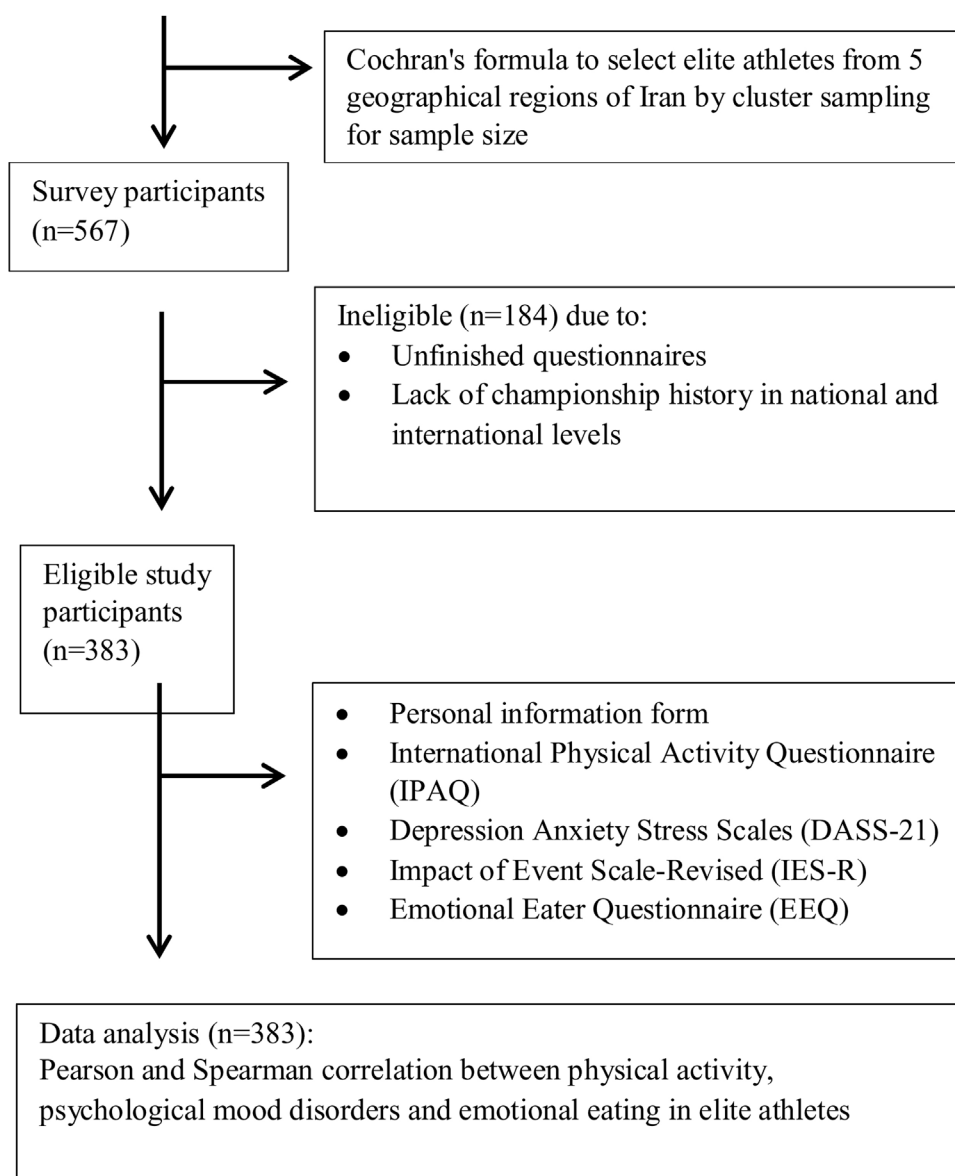 Cochran's formula to select elite athletes from 5
geographical regions of Iran by cluster sampling
for sample size
Survey participants
(n=567)
Ineligible (n=184) due to:
• Unfinished questionnaires
• Lack of championship history in national and
international levels
Eligible study
participants
(n=383)
• Personal information form
• International Physical Activity Questionnaire
(IPAQ)
• Depression Anxiety Stress Scales (DASS-21)
• Impact of Event Scale-Revised (IES-R)
• Emotional Eater Questionnaire (EEQ)
Data analysis (n=383):
Pearson and Spearman correlation between physical activity,
psychological mood disorders and emotional eating in elite athletes